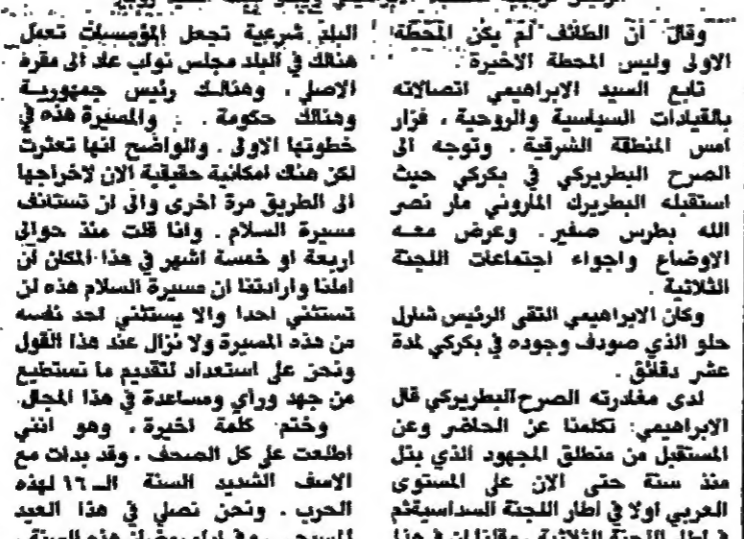 وقال ان الطائف لم يكن المحطة
الاولى وليس المحطة الاخيرة .
تابع السيد الابراهيمي اتصالاته
بالقيادات السياسية والروحية ، فزار
امس المنطقة الشرقية . وتوجه الى
الصرح البطريركي في بكركي حيث
استقبله البطريرك الماروني مار نصر
الله بطرس صفير . وعرض معه
الاوضاع واجواء اجتماعات اللجنة
الثلاثية .
وكان الابراهيمي التقى الرئيس شارل
حلو الذي صودف وجوده في بكركي لمدة
عشر دقائق .
لدى مغادرته الصرح البطريركي قال
الابراهيمي: تكلمنا عن الحاضر وعن
المستقبل من منطلق المجهود الذي يبذل
منذ سنة حتى الان على المستوى
العربي اولا في اطار اللجنة السداسية ثم
في اطار اللجنة الثلاثية
البلد شرعية تجعل المؤسسات تعمل
هنالك في البلد مجلس نواب عاد الى مقره
الاصلي . وهنالك رئيس جمهورية
وهنالك حكومة . والمسيرة هذه في
خطوتها الاولى . والواضح انها تعثرت
لكن هناك امكانية حقيقية الان لاخراجها
الى الطريق مرة اخرى والى ان تستانف
مسيرة السلام . وانا قلت منذ حوالى
اربعة او خمسة اشهر في هذا المكان ان
املنا وارادتنا ان مسيرة السلام هذه لن
تستثني احدا والا يستثني احد نفسه
من هذه المسيرة ولا نزال عند هذا القول
ونحن على استعداد لتقديم ما نستطيع
من جهد وراي ومساعدة في هذا المجال.
وختم كلمة اخيرة ، وهو انني
اطلعت على كل الصحف . وقد بدات مع
الاسف الشديد السنة الـ ١٦ لهذه
الحرب . ونحن نصلي في هذا العيد